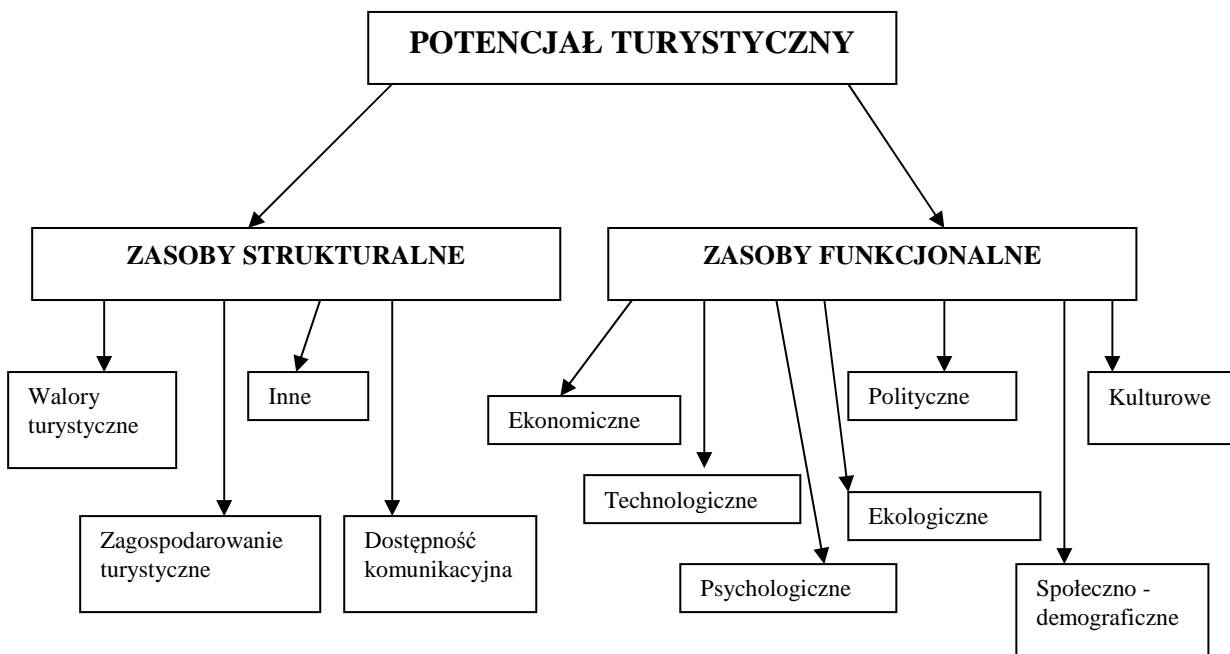 POTENCJAŁ TURYSTYCZNY
ZASOBY STRUKTURALNE
ZASOBY FUNKCJONALNE
Walory
turystyczne
Inne
Ekonomiczne
Polityczne
Kulturowe
Zagospodarowanie
turystyczne
Dostępność
komunikacyjna
Technologiczne
Ekologiczne
Psychologiczne
Społeczno -
demograficzne